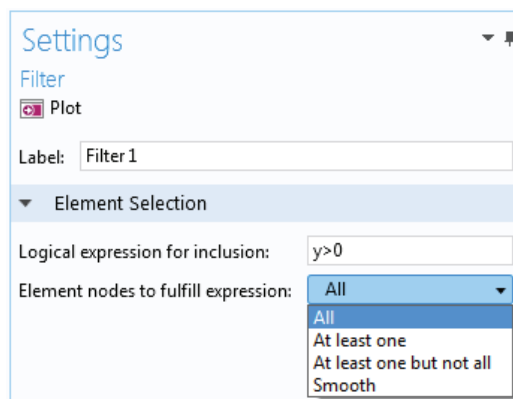 Settings
Filter
Plot
Label: Filter 1
Element Selection
Logical expression for inclusion: y>0
Element nodes to fulfill expression: All
All
At least one
At least one but not all
Smooth